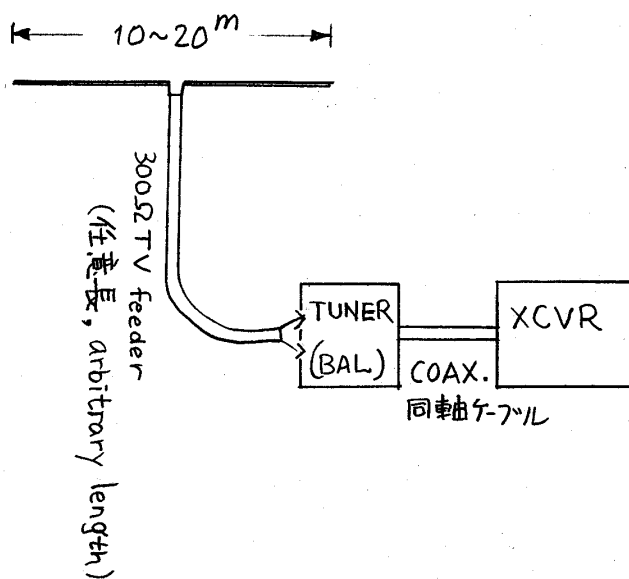 10~20m
300Ω TV feeder
(任意長, arbitrary length)
TUNER
(BAL)
COAX.
同軸ケーブル
XCVR